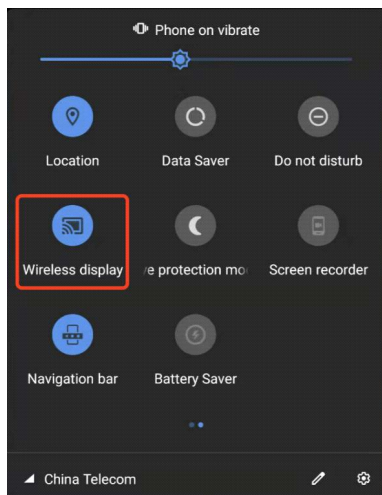 Phone on vibrate
Location
Data Saver
Do not disturb
Wireless display
e protection mo
Screen recorder
Navigation bar
Battery Saver
China Telecom